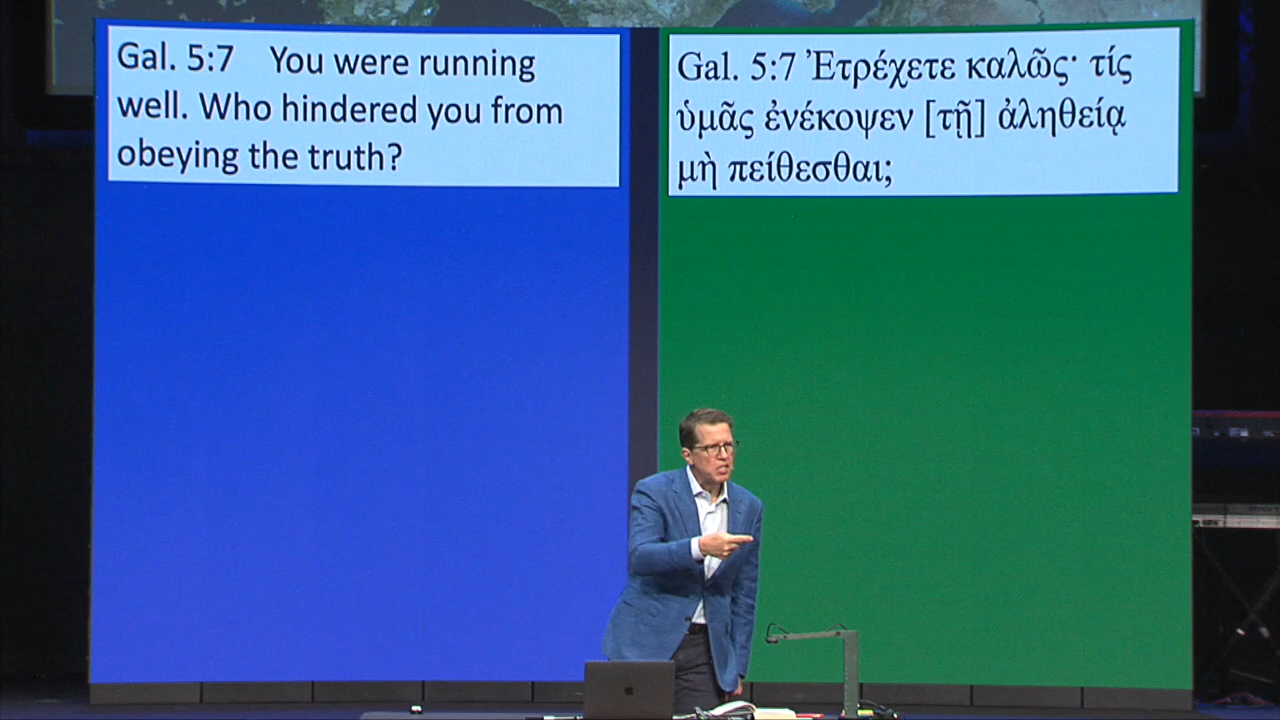 Gal. 5:7 You were running
well. Who hindered you from
obeying the truth?
Gal. 5:7 Ἐτρέχετε καλῶς· τίς
ὑμᾶς ἐνέκοψεν [τῇ] ἀληθείᾳ
μὴ πείθεσθαι;